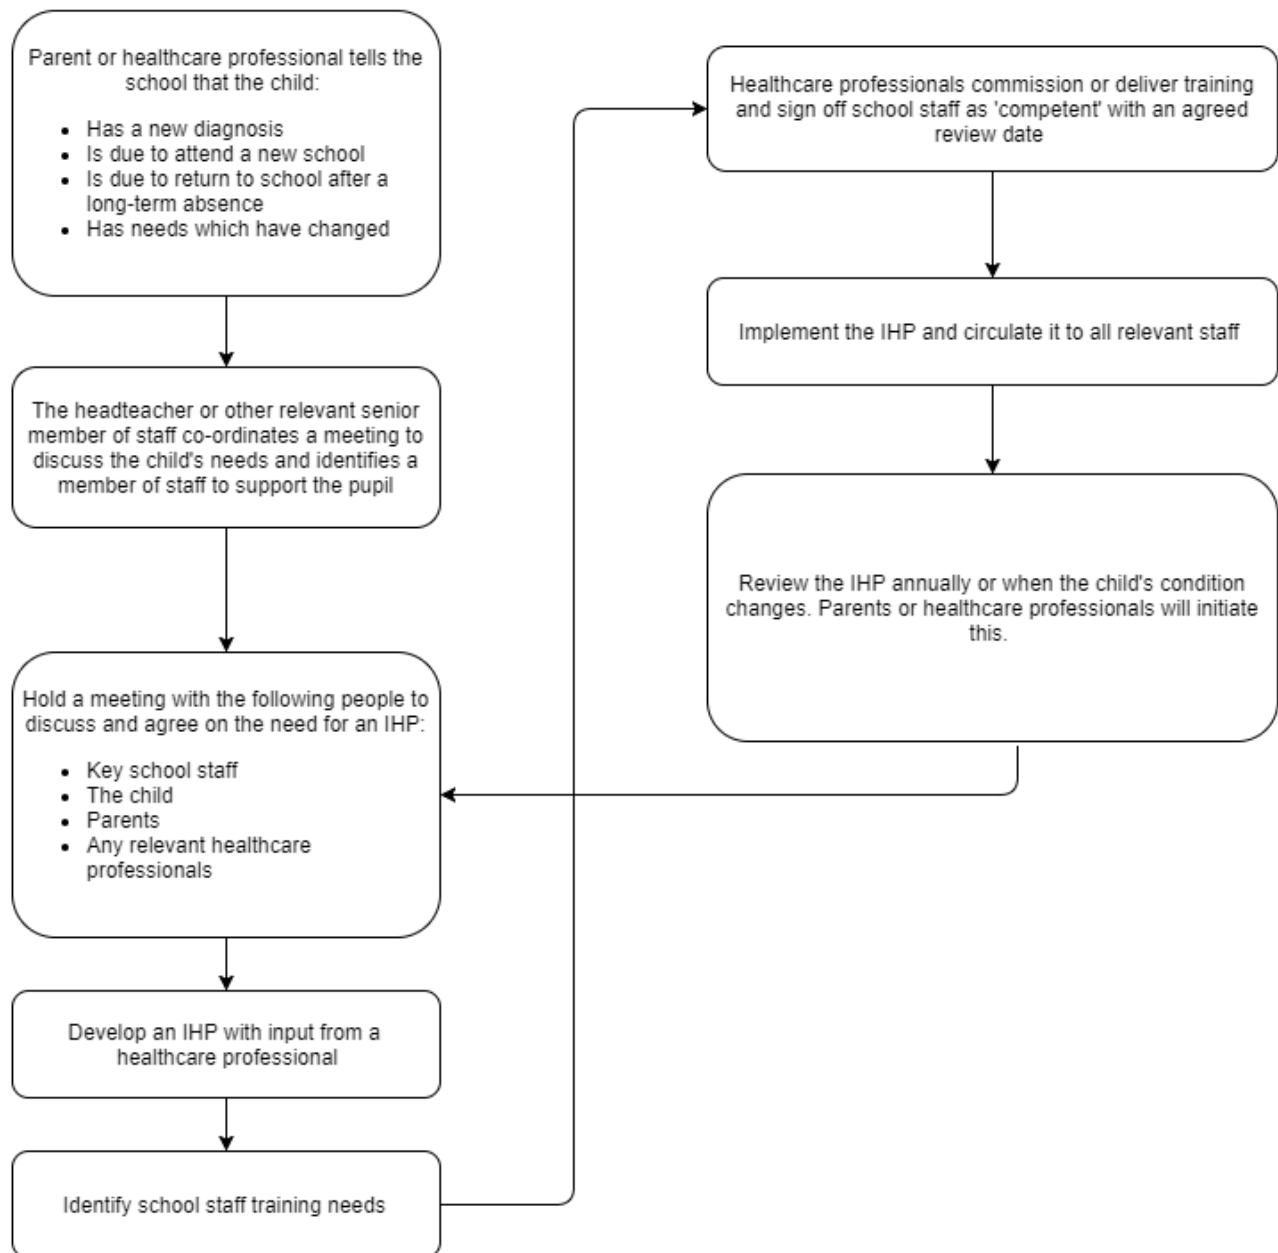 Parent or healthcare professional tells the
school that the child:
• Has a new diagnosis
• Is due to attend a new school
• Is due to return to school after a
long-term absence
• Has needs which have changed
The headteacher or other relevant senior
member of staff co-ordinates a meeting to
discuss the child's needs and identifies a
member of staff to support the pupil
Hold a meeting with the following people to
discuss and agree on the need for an IHP:
• Key school staff
• The child
• Parents
• Any relevant healthcare
professionals
Develop an IHP with input from a
healthcare professional
Identify school staff training needs
Healthcare professionals commission or deliver training
and sign off school staff as 'competent' with an agreed
review date
Implement the IHP and circulate it to all relevant staff
Review the IHP annually or when the child's condition
changes. Parents or healthcare professionals will initiate
this.